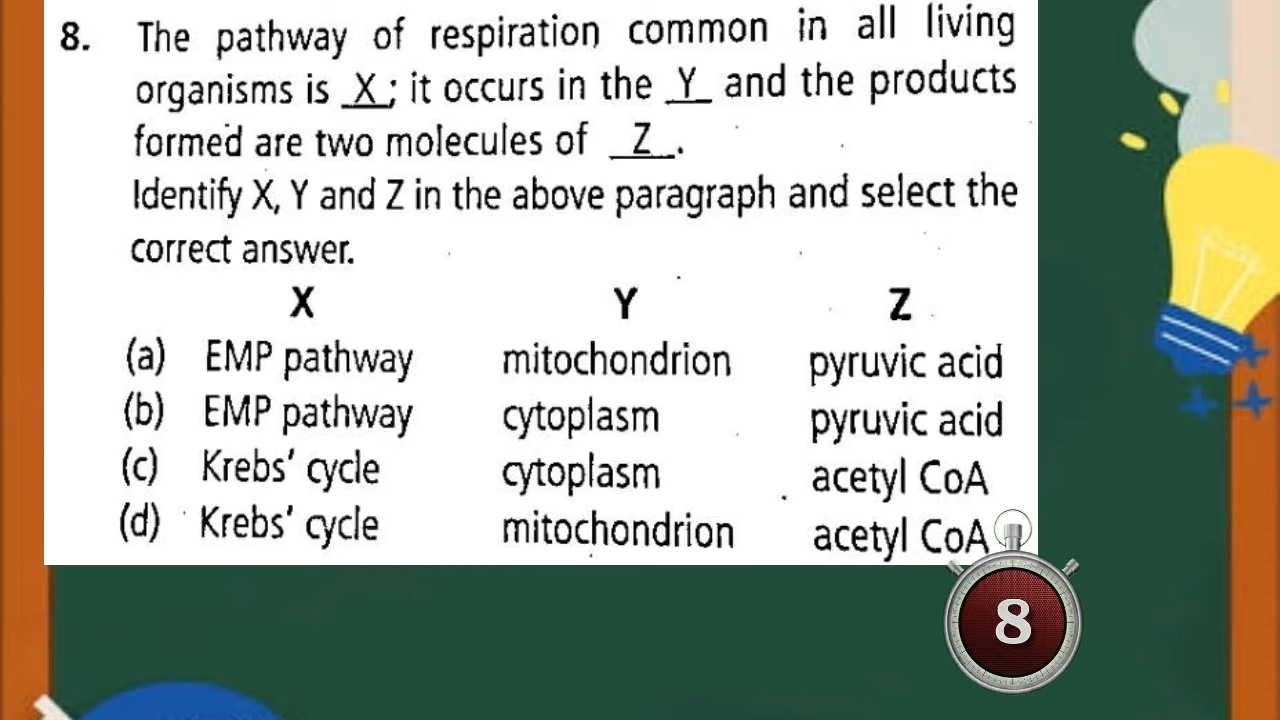 8. The pathway of respiration common in all living
organisms is X; it occurs in the Y and the products
formed are two molecules of Z.
Identify X, Y and Z in the above paragraph and select the
correct answer.
X Y Z
(a) EMP pathway mitochondrion pyruvic acid
(b) EMP pathway cytoplasm pyruvic acid
(c) Krebs' cycle cytoplasm acetyl CoA
(d) Krebs' cycle mitochondrion acetyl CoA
8